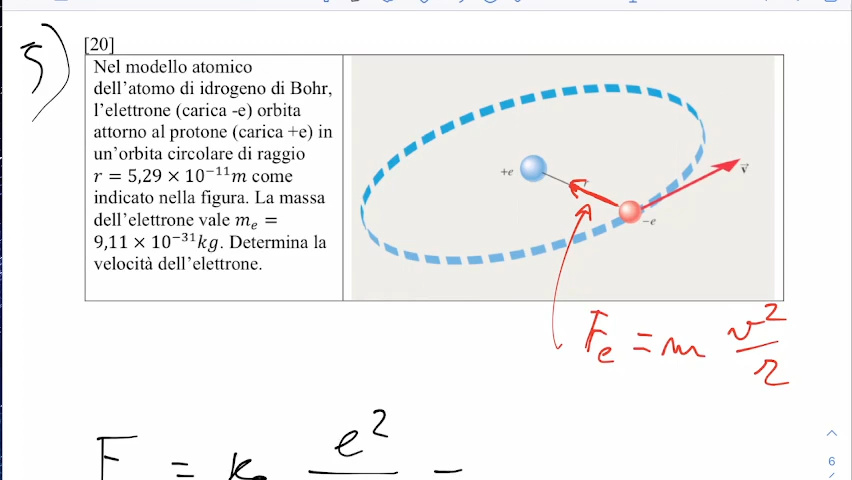 5)
[20]
Nel modello atomico
dell'atomo di idrogeno di Bohr,
l'elettrone (carica -e) orbita
attorno al protone (carica +e) in
un'orbita circolare di raggio
r = 5,29 × 10⁻¹¹m come
indicato nella figura. La massa
dell'elettrone vale mₑ =
9,11 × 10⁻³¹kg. Determina la
velocità dell'elettrone.
+e
v⃗
-e
Fₑ = m v²/r
F = k₀ e² =
6